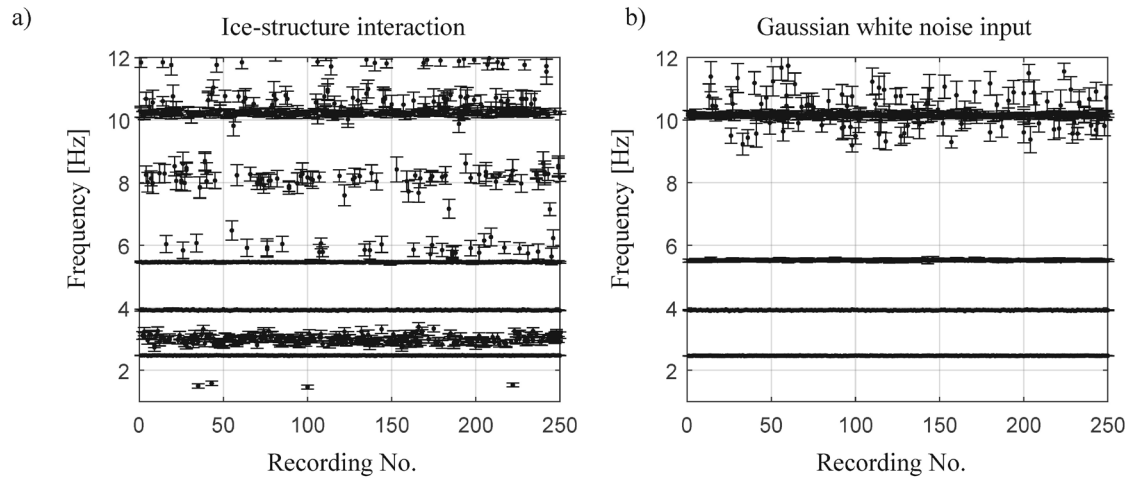 a)
Ice-structure interaction
12
10
8
6
4
2
Frequency [Hz]
0 50 100 150 200 250
Recording No.
b)
Gaussian white noise input
12
10
8
6
4
2
Frequency [Hz]
0 50 100 150 200 250
Recording No.